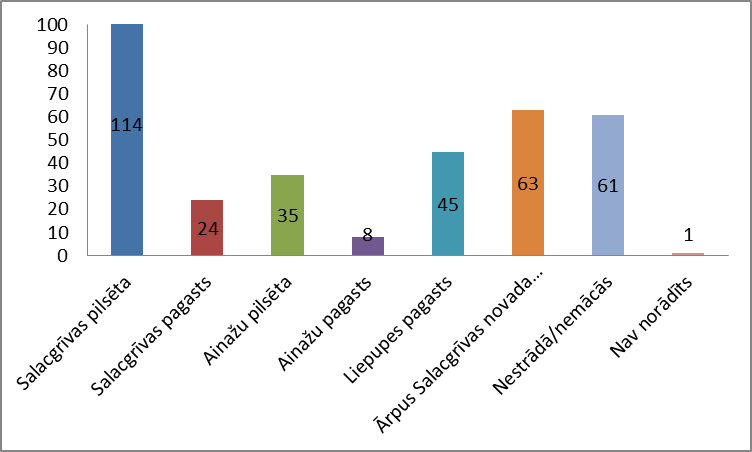 100
90
80
70
60
50
40
30
20
10
0
114
24
35
8
45
63
61
1
Salacgrīvas pilsēta
Salacgrīvas pagasts
Ainažu pilsēta
Ainažu pagasts
Liepupes pagasts
Ārpus Salacgrīvas novada...
Nestrādā/nemācās
Nav norādīts